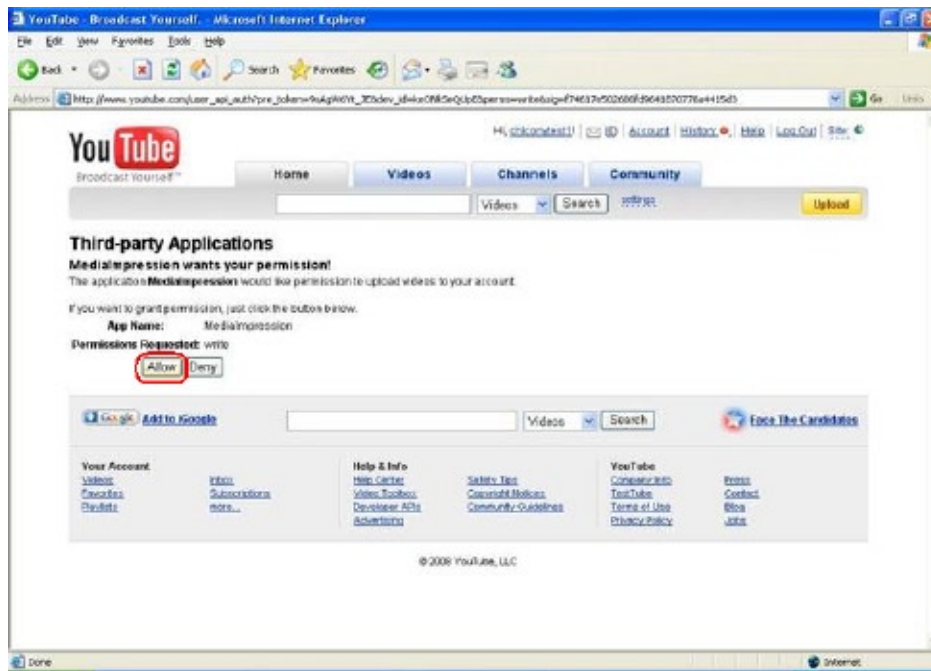 YouTube - Broadcast Yourself. - Microsoft Internet Explorer
File Edit View Favorites Tools Help
Back Search Favorites
Address Go Links
Hi, | Account | History | Help | Log Out | Site:
You Tube
Broadcast Yourself™
Home Videos Channels Community
Videos Search Upload
Third-party Applications
MediaImpression wants your permission!
The application MediaImpression would like permission to upload videos to your account.
If you want to grant permission, just click the button below.
App Name: MediaImpression
Permissions Requested: write
Allow Deny
Google Add to iGoogle Videos Search Face The Candidates
Your Account Help & Info YouTube
Videos Inbox Help Center Safety Tips Company Info Press
Favorites Subscriptions Video Toolbox Copyright Notices TestTube Contact
Playlists more... Developer APIs Community Guidelines Terms of Use Blog
Advertising Privacy Policy Jobs
© 2008 YouTube, LLC
Done Internet